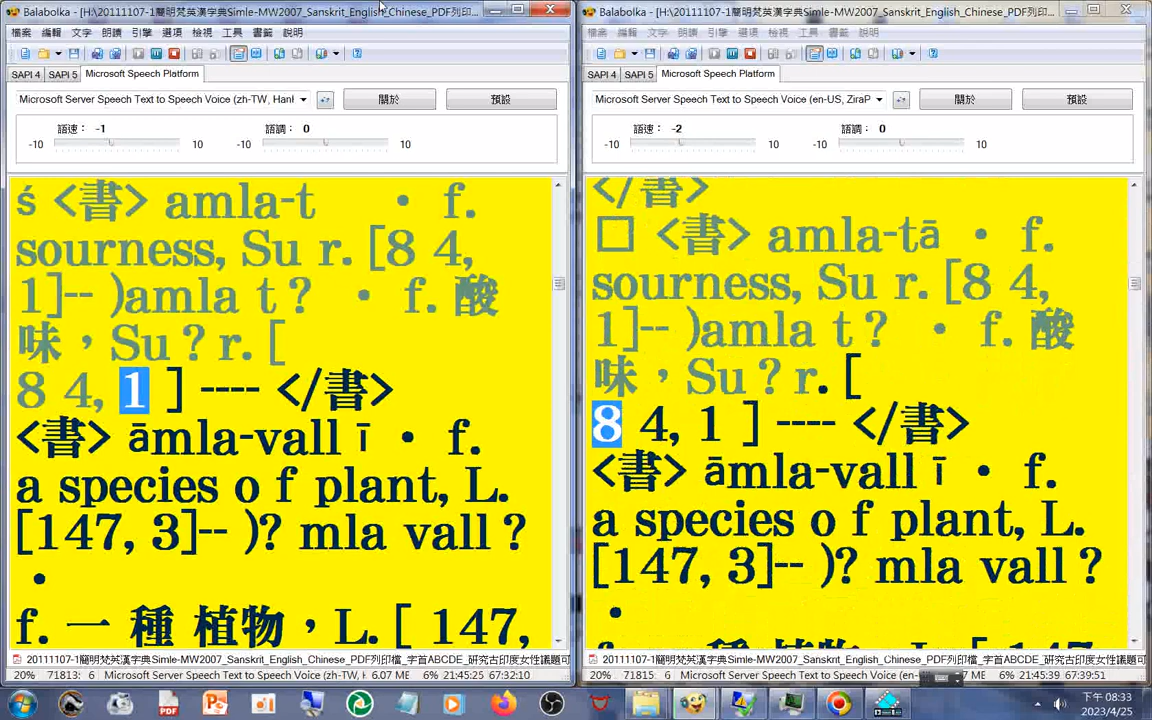 Balabolka - [H:\20111107-1簡明梵英漢字典Simle-MW2007_Sanskrit_English_Chinese_PDF列印...
檔案 編輯 文字 朗讀 引擎 選項 檢視 工具 書籤 說明
SAPI 4 SAPI 5 Microsoft Speech Platform
Microsoft Server Speech Text to Speech Voice (zh-TW, Hanl
關於
預設
語速： -1
語調： 0
-10 10 -10 10
ś <書> amla-t • f.
sourness, Su r. [8 4,
1]-- )amla t ? • f. 酸
味，Su ? r. [
8 4, 1 ] ---- </書>
<書> āmla-vall ī • f.
a species o f plant, L.
[147, 3]-- )? mla vall ?
•
f. 一 種 植物，L. [ 147,
20111107-1簡明梵英漢字典Simle-MW2007_Sanskrit_English_Chinese_PDF列印檔_字首ABCDE_研究古印度女性議題可
20% 71813: 6 Microsoft Server Speech Text to Speech Voice (zh-TW, H 6.07 ME 6% 21:45:25 67:32:10
Balabolka - [H:\20111107-1簡明梵英漢字典Simle-MW2007_Sanskrit_English_Chinese_PDF列印...
檔案 編輯 文字 朗讀 引擎 選項 檢視 工具 書籤 說明
SAPI 4 SAPI 5 Microsoft Speech Platform
Microsoft Server Speech Text to Speech Voice (en-US, ZiraP
關於
預設
語速： -2
語調： 0
-10 10 -10 10
</書>
□ <書> amla-tā • f.
sourness, Su r. [8 4,
1]-- )amla t ? • f. 酸
味，Su ? r. [
8 4, 1 ] ---- </書>
<書> āmla-vall ī • f.
a species o f plant, L.
[147, 3]-- )? mla vall ?
•
f. 一 種 植物，L. [ 147,
20111107-1簡明梵英漢字典Simle-MW2007_Sanskrit_English_Chinese_PDF列印檔_字首ABCDE_研究古印度女性議題可
20% 71815: 6 Microsoft Server Speech Text to Speech Voice (en-US, ZiraP ME 6% 21:45:39 67:39:51
下午 08:33
2023/4/25